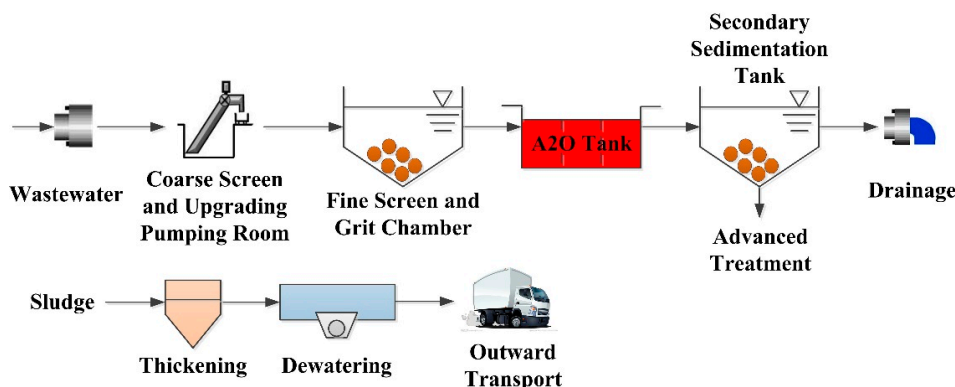 Secondary
Sedimentation
Tank
A2O Tank
Wastewater
Coarse Screen
and Upgrading
Pumping Room
Fine Screen and
Grit Chamber
Drainage
Advanced
Treatment
Sludge
Thickening
Dewatering
Outward
Transport